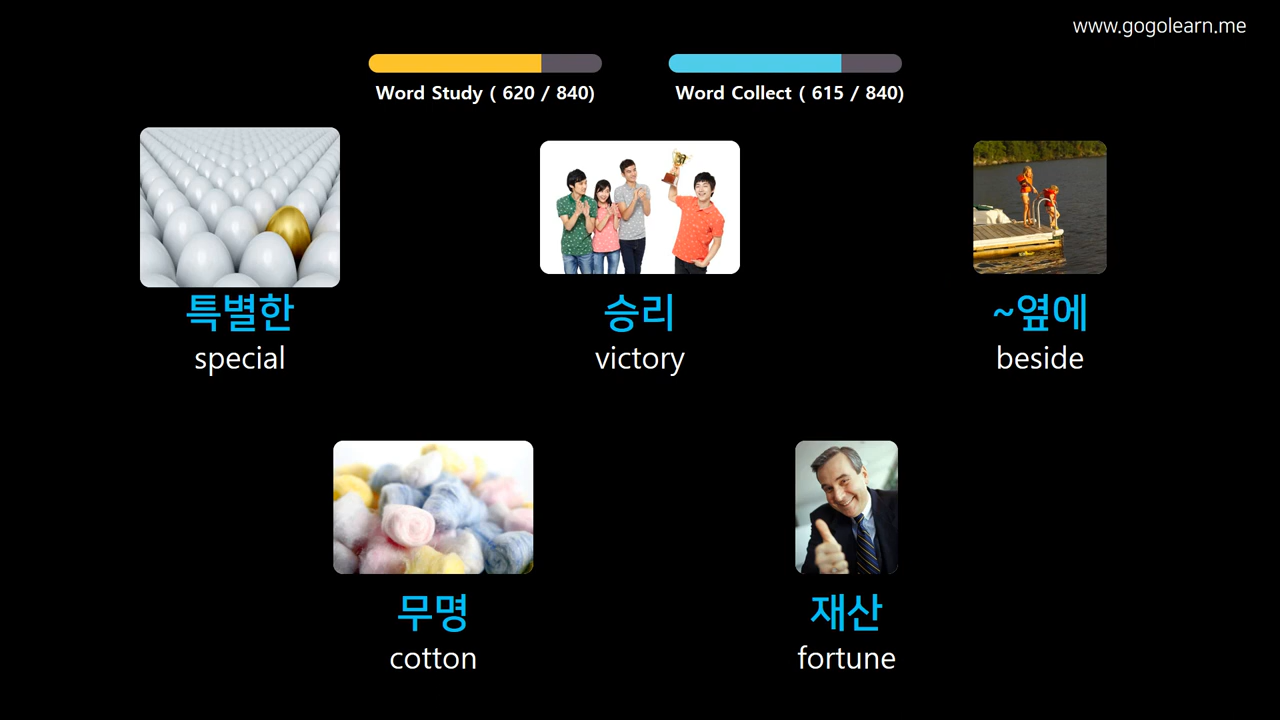 www.gogolearn.me
Word Study ( 620 / 840)
Word Collect ( 615 / 840)
특별한
special
승리
victory
~옆에
beside
무명
cotton
재산
fortune